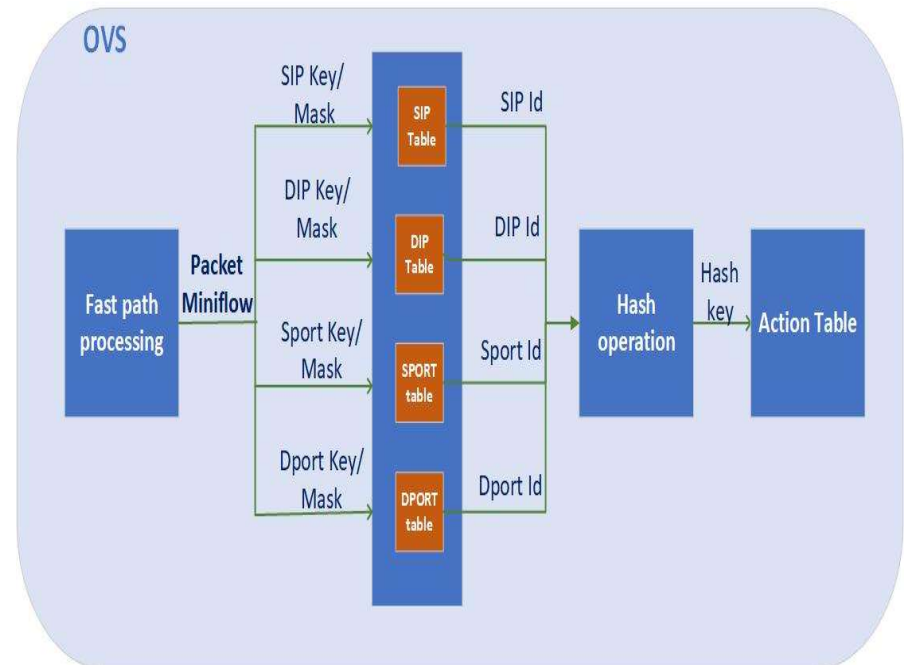 OVS
SIP Key/
Mask
SIP
Table
SIP Id
DIP Key/
Mask
DIP
Table
DIP Id
Fast path
processing
Packet
Miniflow
Hash
operation
Hash
key
Action Table
Sport Key/
Mask
SPORT
table
Sport Id
Dport Key/
Mask
DPORT
table
Dport Id